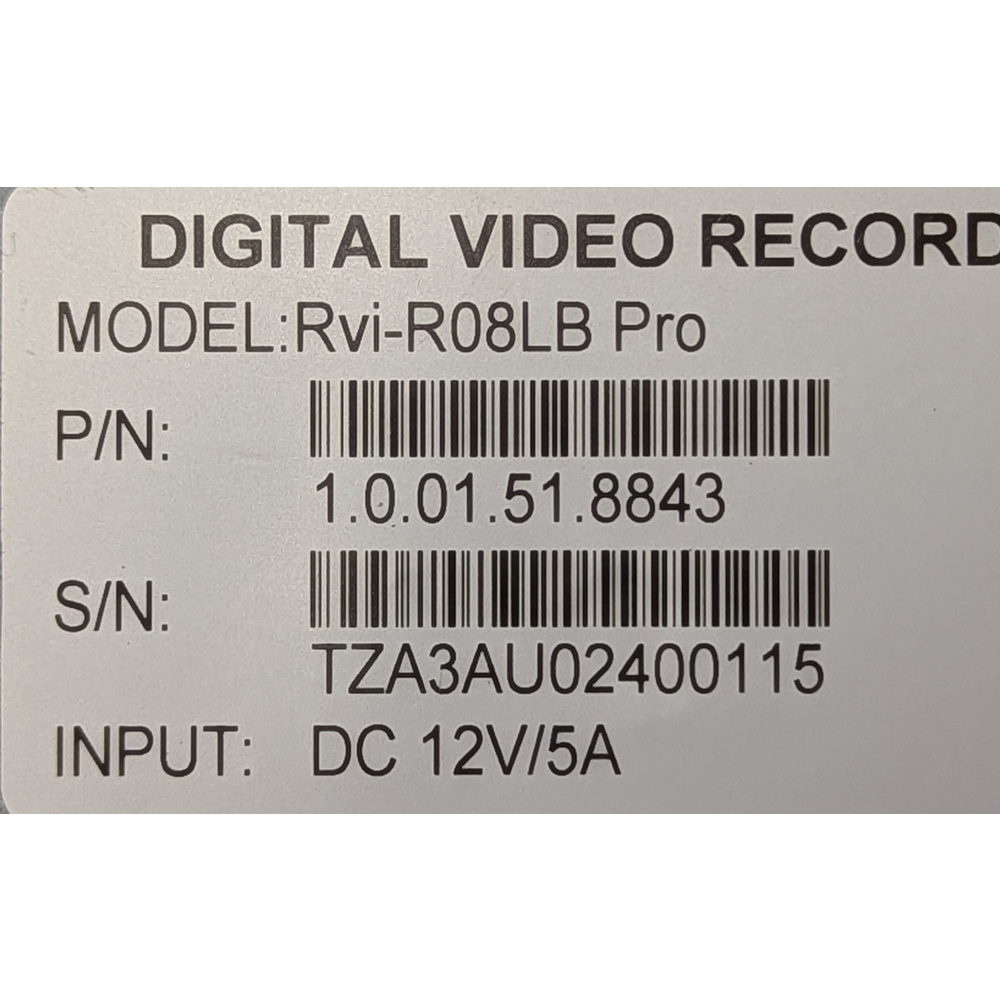 DIGITAL VIDEO RECORD
MODEL:Rvi-R08LB Pro
P/N:
1.0.01.51.8843
S/N:
TZA3AU02400115
INPUT: DC 12V/5A